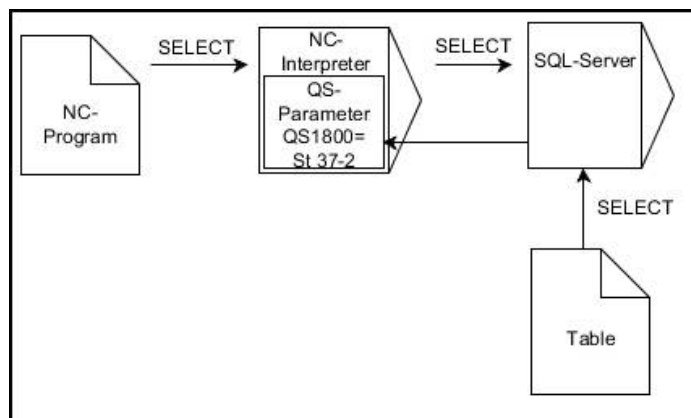 SELECT
NC-
Interpreter
SELECT
SQL-Server
NC-
Program
QS-
Parameter
QS1800=
St 37-2
SELECT
Table